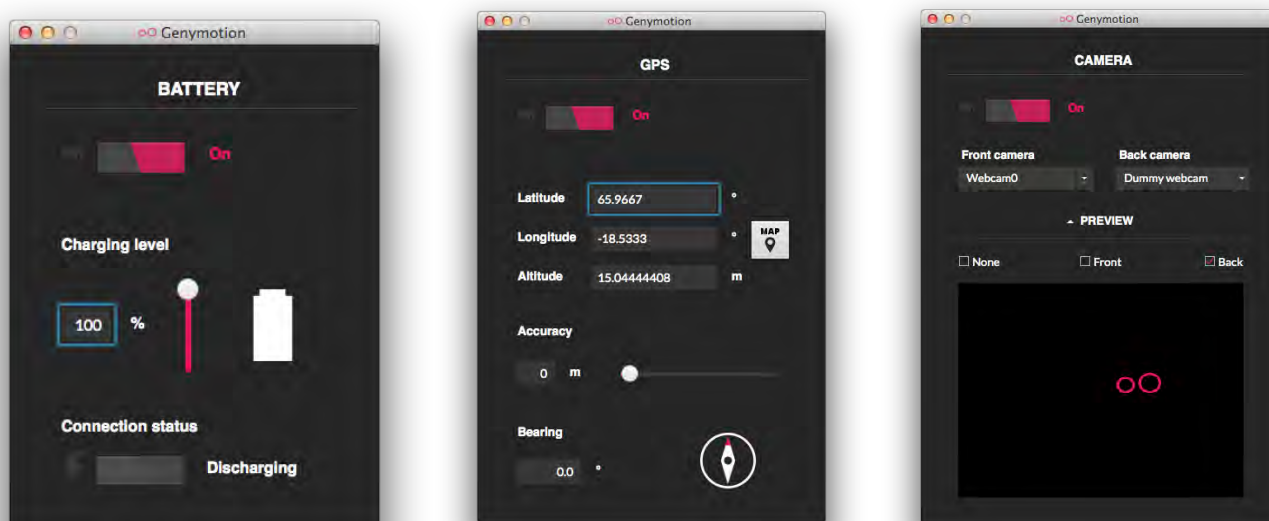 Genymotion
BATTERY
On
Charging level
100 %
Connection status
Discharging
Genymotion
GPS
On
Latitude 65.9667 °
Longitude -18.5333 °
MAP
Altitude 15.04444408 m
Accuracy
0 m
Bearing
0.0 °
Genymotion
CAMERA
On
Front camera Back camera
Webcam0 Dummy webcam
PREVIEW
None Front Back